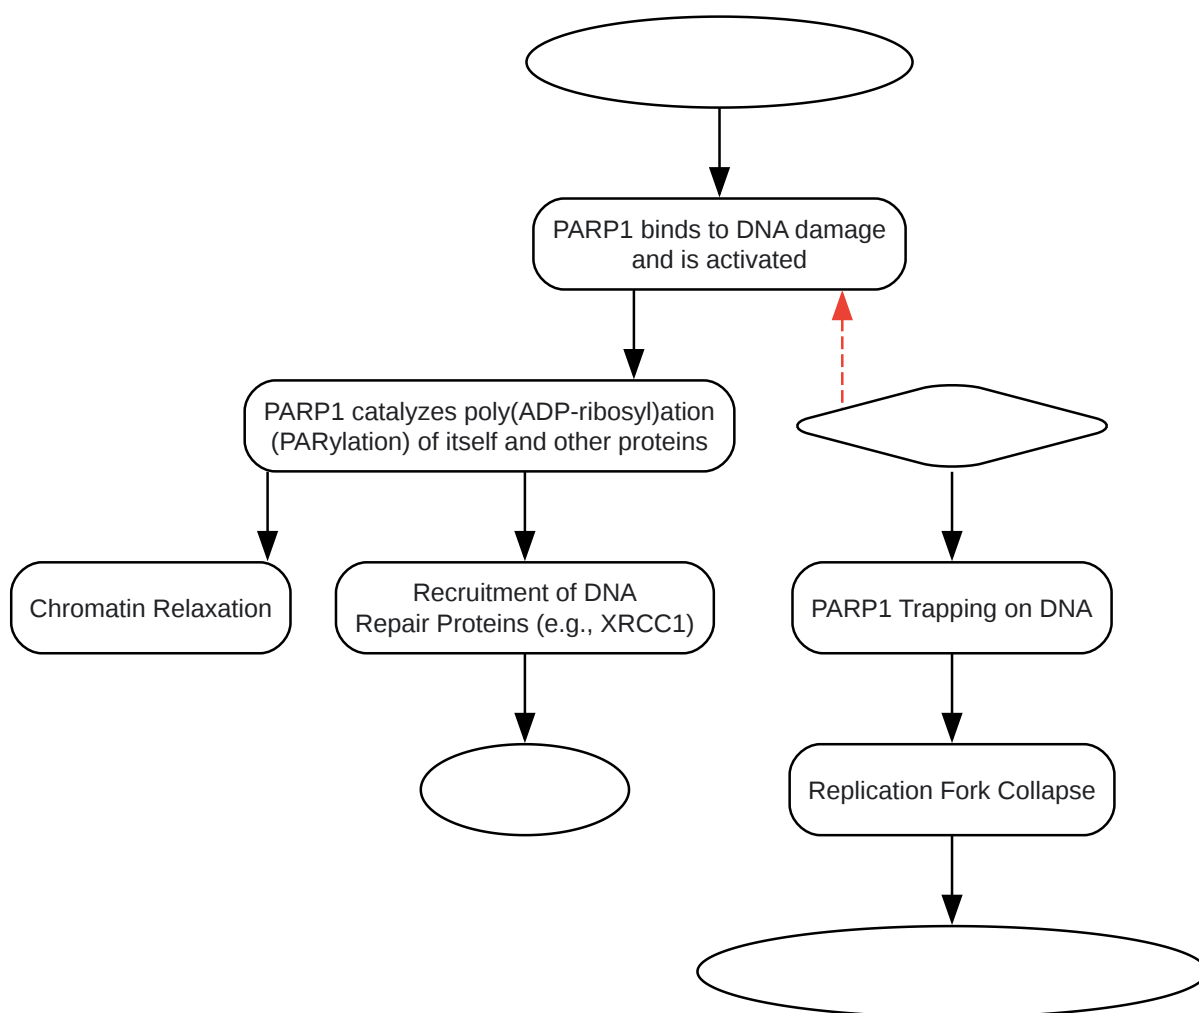 PARP1 binds to DNA damage
and is activated
PARP1 catalyzes poly(ADP-ribosyl)ation
(PARylation) of itself and other proteins
Chromatin Relaxation
Recruitment of DNA
Repair Proteins (e.g., XRCC1)
PARP1 Trapping on DNA
Replication Fork Collapse